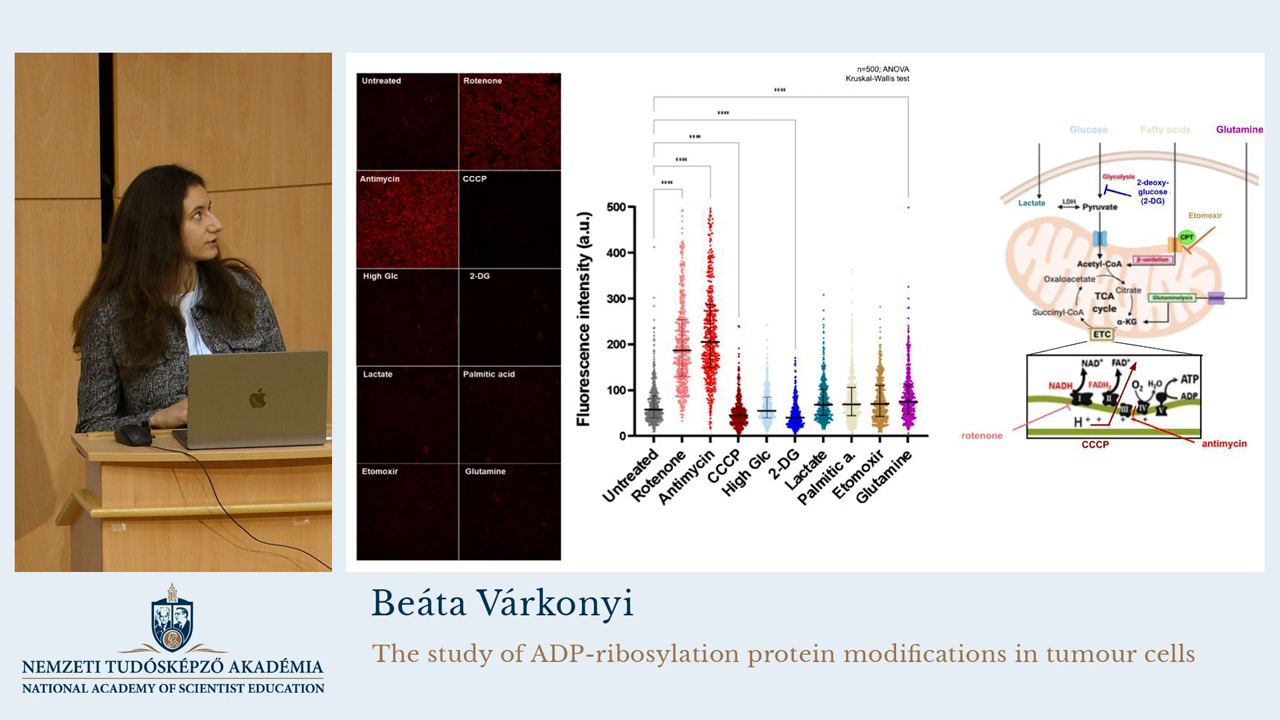 Untreated
Rotenone
Antimycin
CCCP
High Glc
2-DG
Lactate
Palmitic acid
Etomoxir
Glutamine
n=500; ANOVA
Kruskal-Wallis test
****
****
****
****
****
Fluorescence intensity (a.u.)
500
400
300
200
100
0
Untreated
Rotenone
Antimycin
CCCP
High Glc
2-DG
Lactate
Palmitic a.
Etomoxir
Glutamine
Glucose
Fatty acids
Glutamine
Glycolysis
2-deoxy-
glucose
(2-DG)
Lactate
LDH
Pyruvate
Etomoxir
CPT
Acetyl-CoA
β-oxidation
Oxaloacetate
Citrate
TCA
cycle
Glutaminolysis
Succinyl-CoA
α-KG
ETC
NAD⁺
FAD⁺
NADH
FADH₂
O₂
H₂O
ATP
ADP
I
II
III
IV
V
H⁺
+ +
rotenone
CCCP
antimycin
Beáta Várkonyi
The study of ADP-ribosylation protein modifications in tumour cells
NEMZETI TUDÓSKÉPZŐ AKADÉMIA
NATIONAL ACADEMY OF SCIENTIST EDUCATION